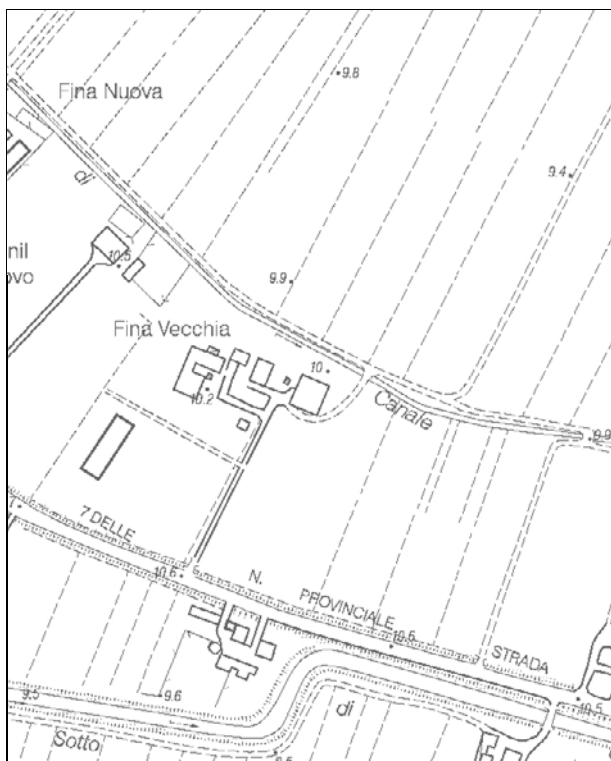 9.8
Fina Nuova
9.4
di
nil
ovo
10.5
9.9
Fina Vecchia
10
10.2
Canale
9.9
7 DELLE
10.6
N.
PROVINCIALE
10.6
STRADA
9.5
9.6
di
10.5
Sotto